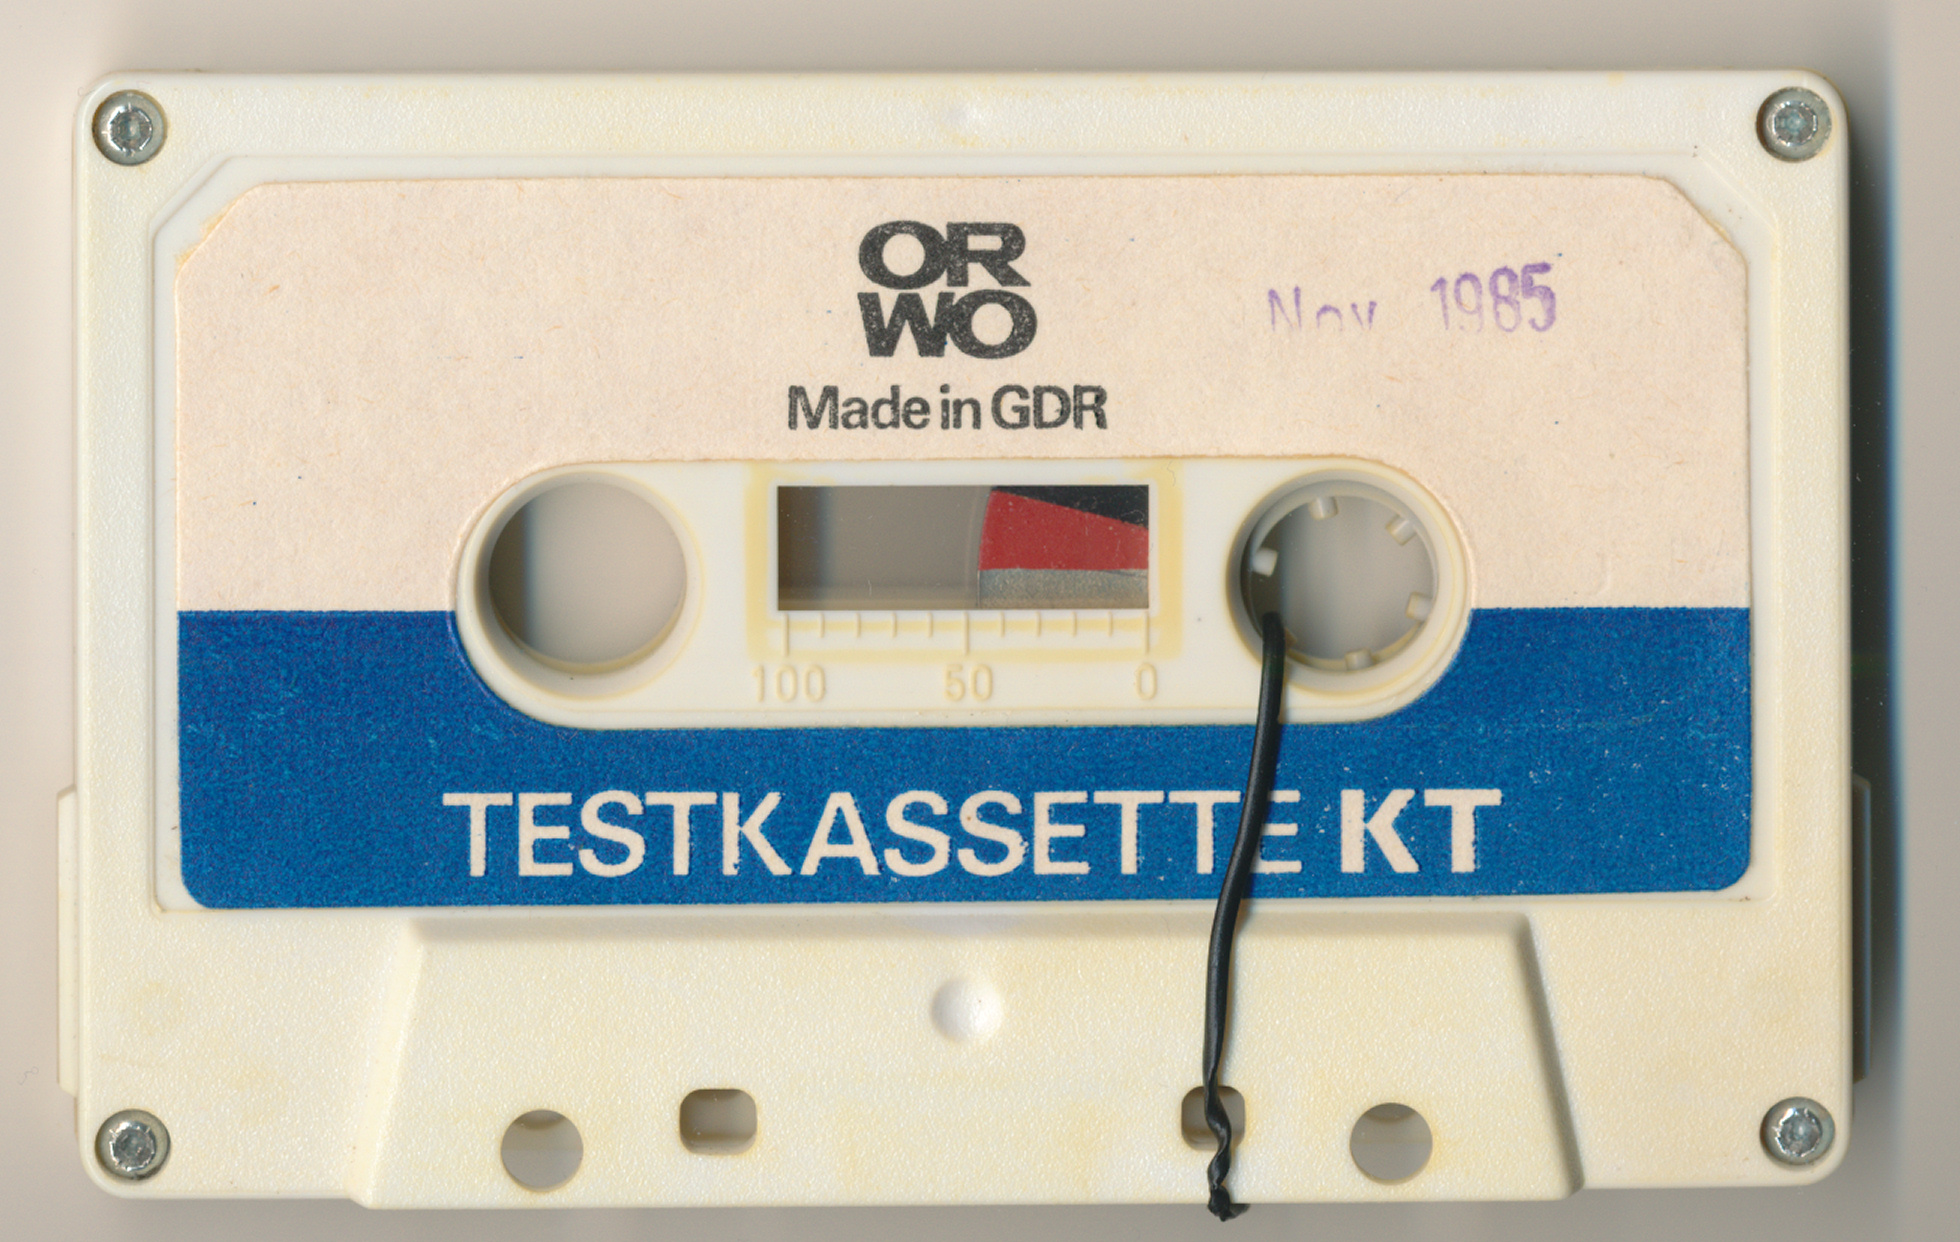 OR
WO
Nov 1985
Made in GDR
100 50 0
TESTKASSETTE KT